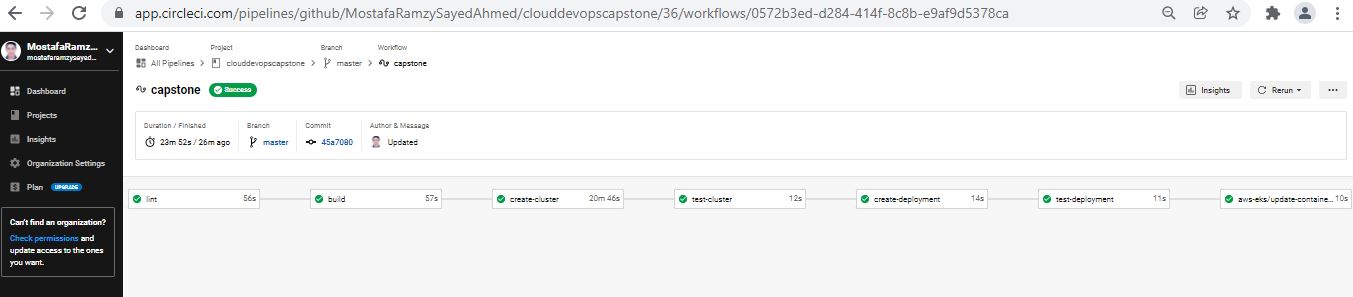 app.circleci.com/pipelines/github/MostafaRamzySayedAhmed/clouddevopscapstone/36/workflows/0572b3ed-d284-414f-8c8b-e9af9d5378ca
MostafaRamz...
mostafaramzysayed...
Dashboard
Projects
Insights
Organization Settings
Plan UPGRADE
Can't find an organization?
Check permissions and
update access to the ones
you want.
Dashboard Project Branch Workflow
All Pipelines clouddevopscapstone master capstone
capstone Success
Insights Rerun
Duration / Finished Branch Commit Author & Message
23m 52s / 26m ago master 45a7080 Updated
lint 56s build 57s create-cluster 20m 46s test-cluster 12s create-deployment 14s test-deployment 11s aws-eks/update-containe... 10s